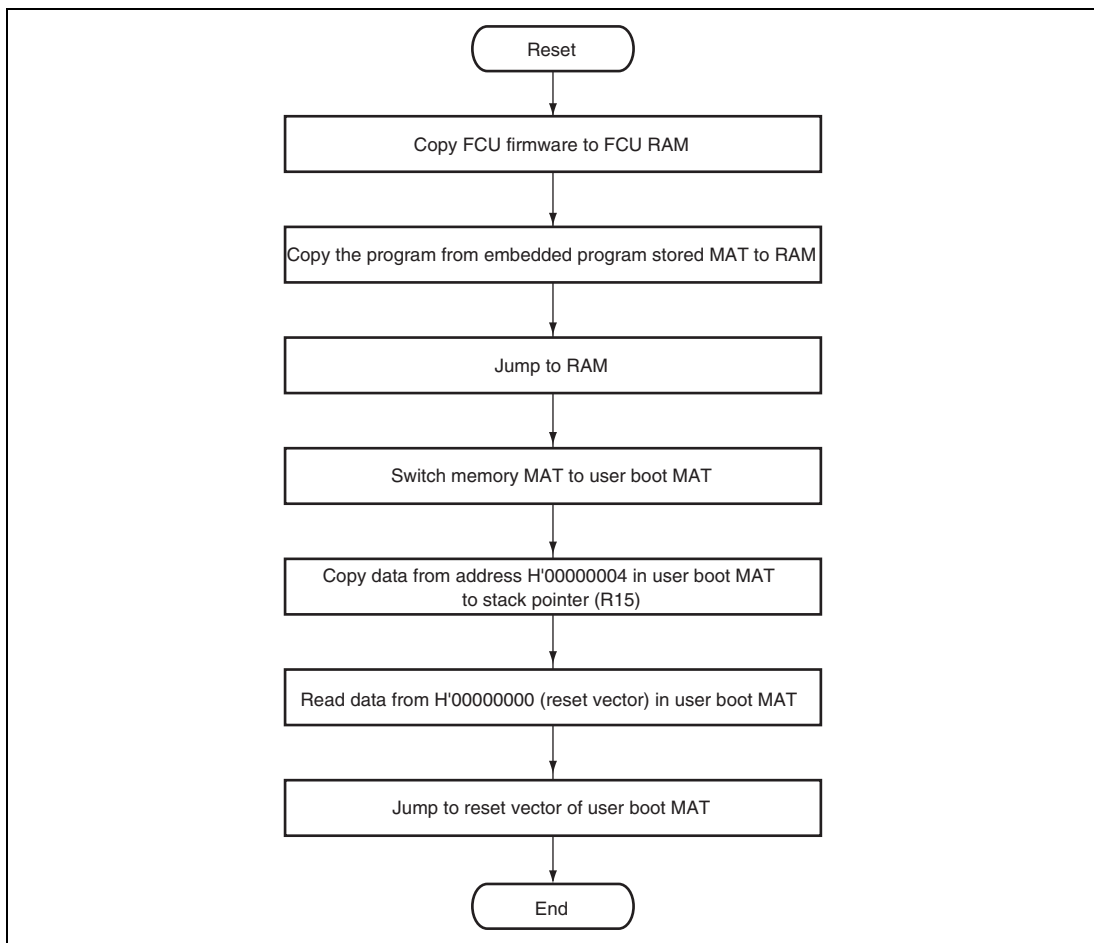 Reset
Copy FCU firmware to FCU RAM
Copy the program from embedded program stored MAT to RAM
Jump to RAM
Switch memory MAT to user boot MAT
Copy data from address H'00000004 in user boot MAT
to stack pointer (R15)
Read data from H'00000000 (reset vector) in user boot MAT
Jump to reset vector of user boot MAT
End